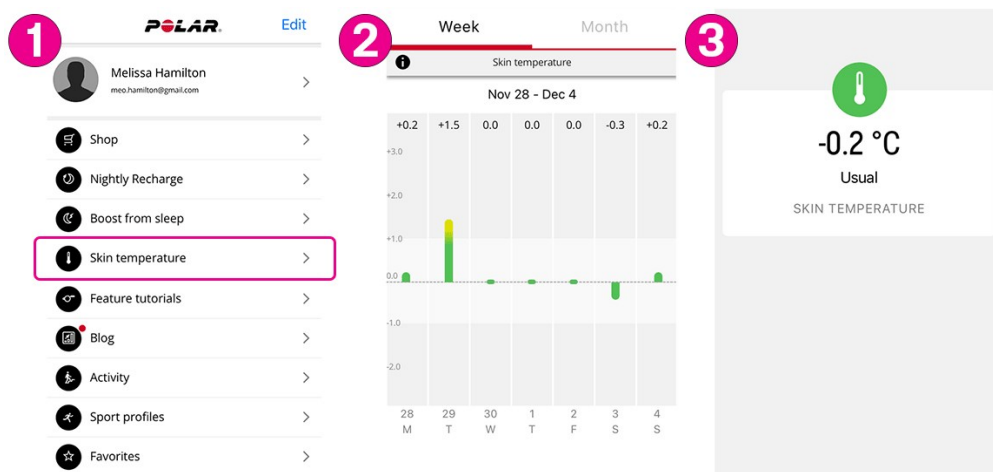 1
POLAR.
Edit
Melissa Hamilton
meo.hamilton@gmail.com
Shop
Nightly Recharge
Boost from sleep
Skin temperature
Feature tutorials
Blog
Activity
Sport profiles
Favorites
2
Week Month
Skin temperature
Nov 28 - Dec 4
+0.2 +1.5 0.0 0.0 0.0 -0.3 +0.2
+3.0
+2.0
+1.0
0.0
-1.0
-2.0
28 29 30 1 2 3 4
M T W T F S S
3
-0.2 °C
Usual
SKIN TEMPERATURE